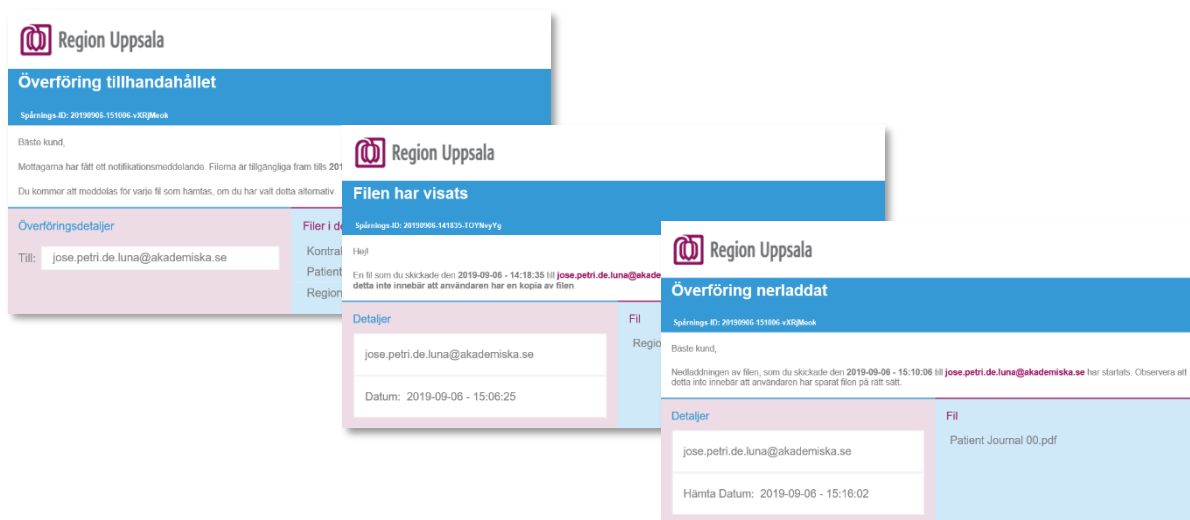 Region Uppsala
Överföring tillhandahållet
Spårnings-ID: 20190906-151006-vXRjMeok
Bäste kund,
Mottagarna har fått ett notifikationsmeddelande. Filerna är tillgängliga fram tills 201
Du kommer att meddelas för varje fil som hämtas, om du har valt detta alternativ.
Överföringsdetaljer
Till: jose.petri.de.luna@akademiska.se
Filer i de
Kontral
Patient
Region
Region Uppsala
Filen har visats
Spårnings-ID: 20190906-141835-TOYNvyYg
Hej!
En fil som du skickade den 2019-09-06 - 14:18:35 till jose.petri.de.luna@akade
detta inte innebär att användaren har en kopia av filen.
Detaljer
jose.petri.de.luna@akademiska.se
Datum: 2019-09-06 - 15:06:25
Fil
Regio
Region Uppsala
Överföring nerladdat
Spårnings-ID: 20190906-151006-vXRjMeok
Bäste kund,
Nedladdningen av filen, som du skickade den 2019-09-06 - 15:10:06 till jose.petri.de.luna@akademiska.se har startats. Observera att
detta inte innebär att användaren har sparat filen på rätt sätt.
Detaljer
jose.petri.de.luna@akademiska.se
Hämta Datum: 2019-09-06 - 15:16:02
Fil
Patient Journal 00.pdf